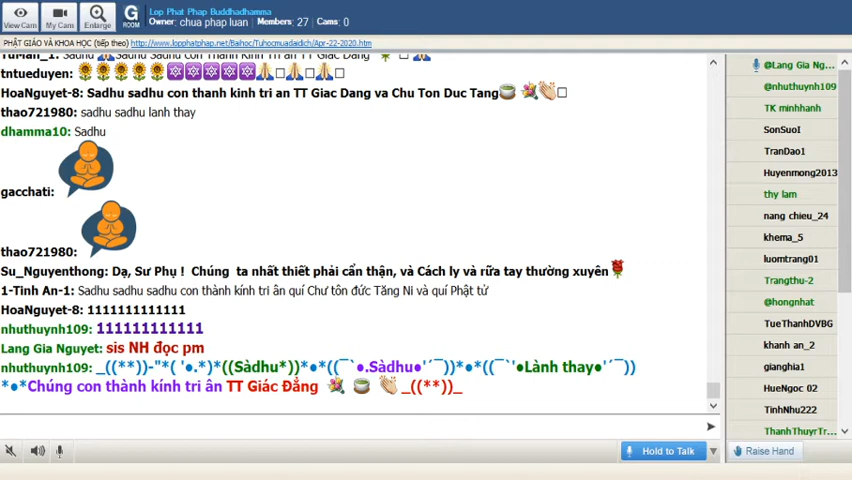 Lop Phat Phap Buddhadhamma
Owner: chua phap luan Members: 27 Cams: 0
View Cam My Cam Enlarge G ROOM
PHẬT GIÁO VÀ KHOA HỌC (tiếp theo) http://www.lopphatphap.net/Baihoc/Tuhocmuadaidich/Apr-22-2020.htm
tntueduyen:
HoaNguyet-8: Sadhu sadhu con thanh kinh tri an TT Giac Dang va Chu Ton Duc Tang
thao721980: sadhu sadhu lanh thay
dhamma10: Sadhu
gacchati:
thao721980:
Su_Nguyenthong: Dạ, Sư Phụ ! Chúng ta nhất thiết phải cẩn thận, và Cách ly và rữa tay thường xuyên
1-Tinh An-1: Sadhu sadhu sadhu con thành kính tri ân quí Chư tôn đức Tăng Ni và quí Phật tử
HoaNguyet-8: 1111111111111
nhuthuynh109: 111111111111
Lang Gia Nguyet: sis NH đọc pm
nhuthuynh109: _((**))-"*( '•.*)*((Sàdhu*))*•*((¯`•.Sàdhu•'´¯))*•*((¯`'•Lành thay•'´¯))
*•*Chúng con thành kính tri ân TT Giác Đẳng _((**))_
Hold to Talk
Raise Hand
@Lang Gia Ng...
@nhuthuynh109
TK minhhanh
SonSuoI
TranDao1
Huyenmong2013
thy lam
nang chieu_24
khema_5
luomtrang01
Trangthu-2
@hongnhat
TueThanhDVBG
khanh an_2
gianghia1
HueNgoc 02
TinhNhu222
ThanhThuyrTr...